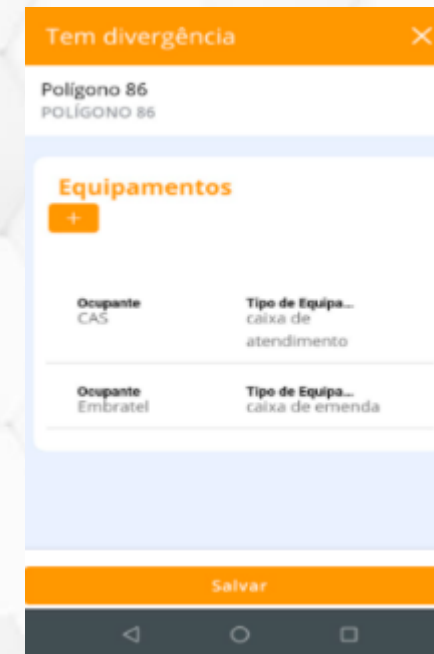 Tem divergência
Polígono 86
POLÍGONO 86
Equipamentos
+
Ocupante Tipo de Equipa...
CAS caixa de
atendimento
Ocupante Tipo de Equipa...
Embratel caixa de emenda
Salvar